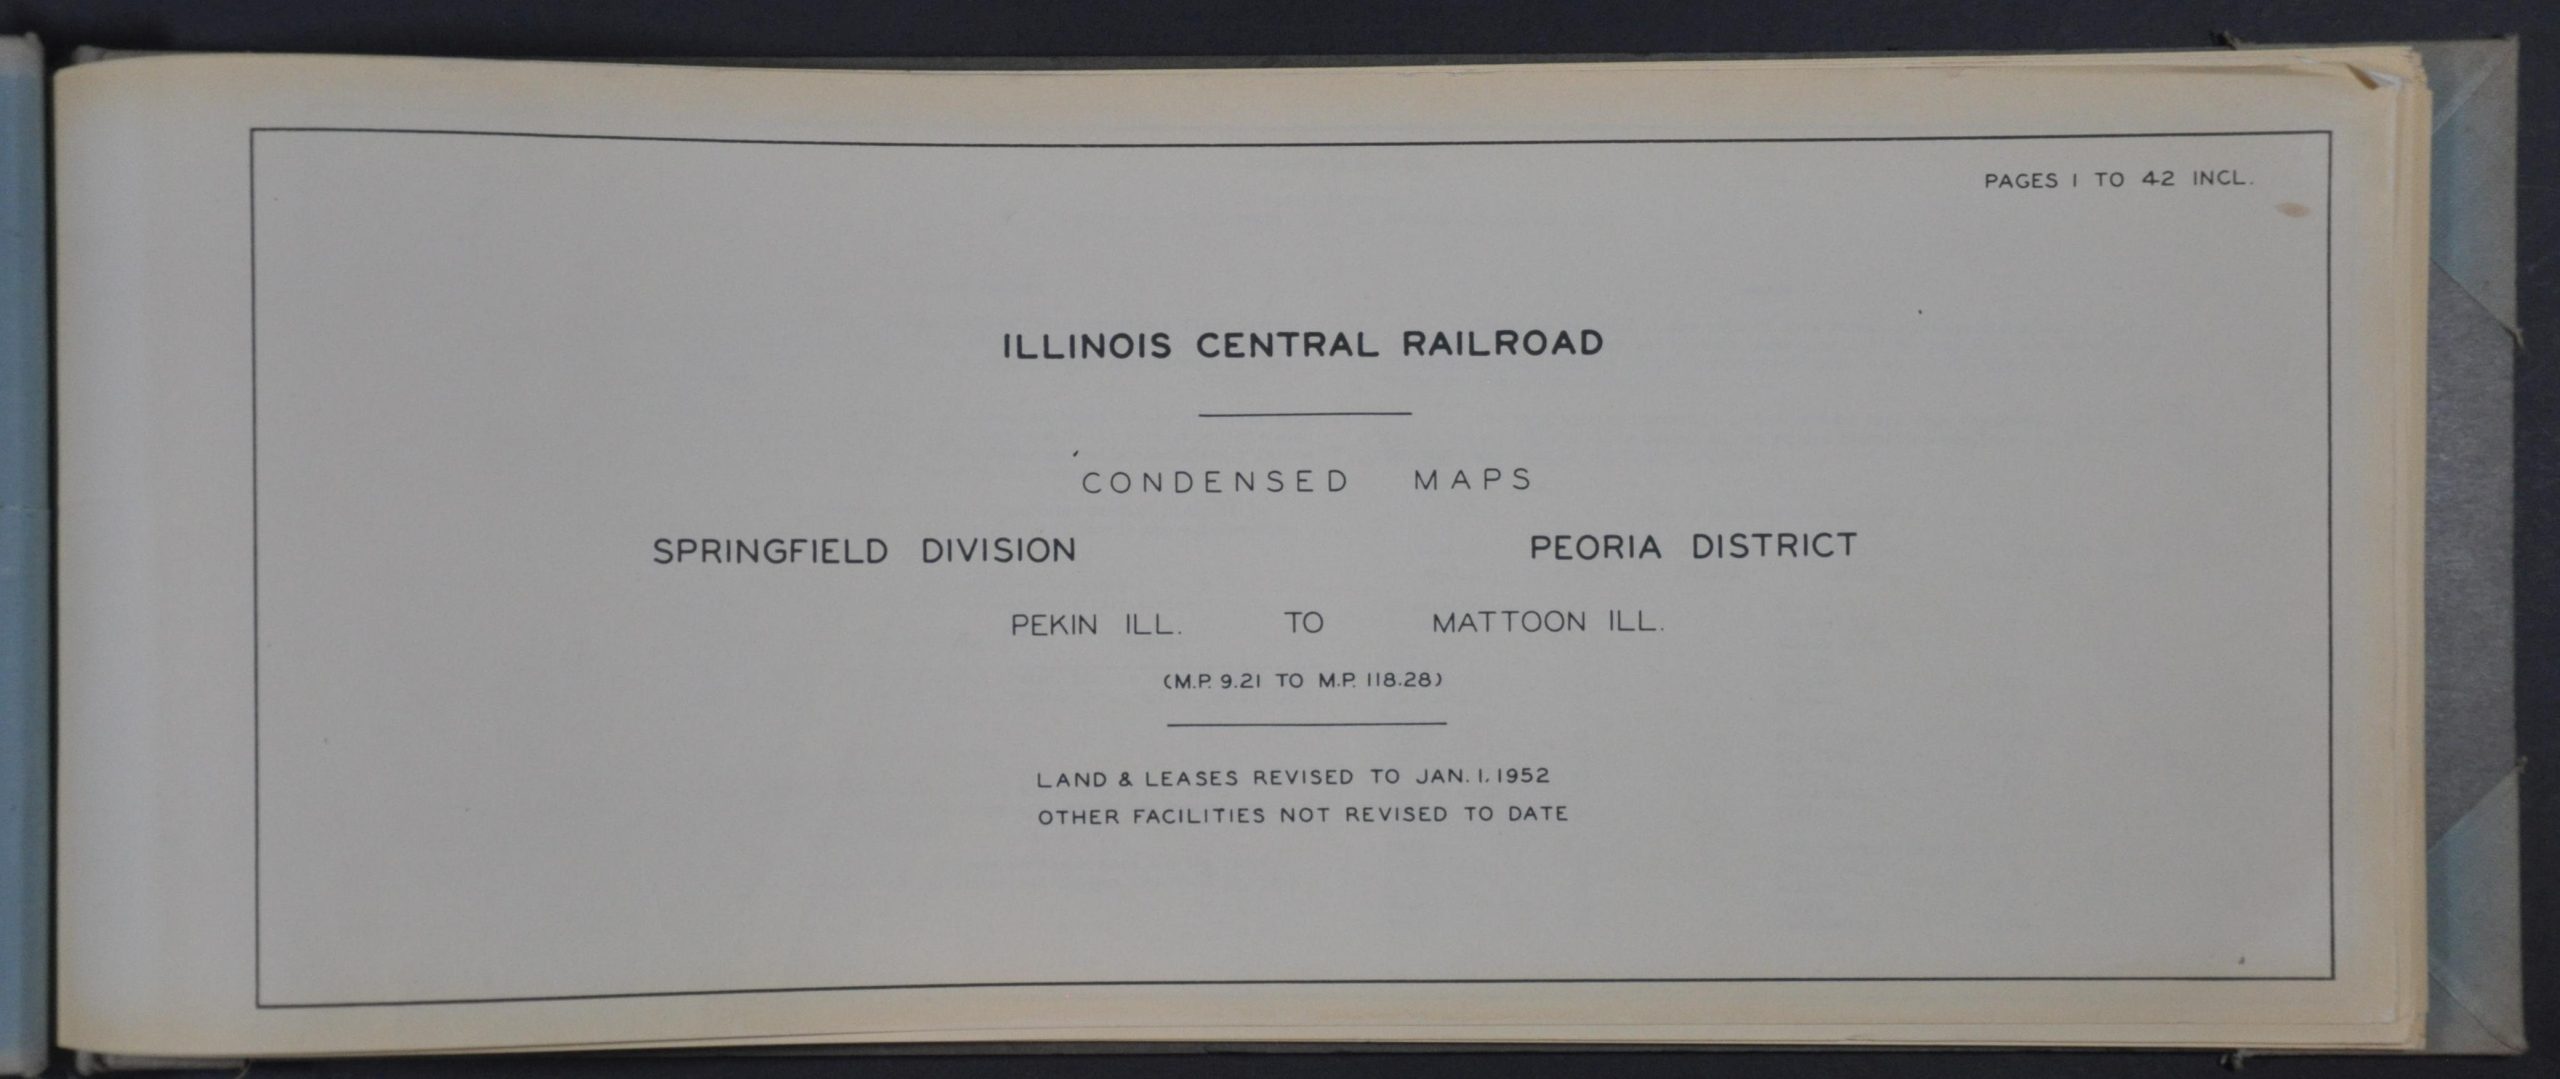 PAGES 1 TO 42 INCL.
ILLINOIS CENTRAL RAILROAD
CONDENSED MAPS
SPRINGFIELD DIVISION PEORIA DISTRICT
PEKIN ILL. TO MATTOON ILL.
(M.P. 9.21 TO M.P. 118.28)
LAND & LEASES REVISED TO JAN. 1, 1952
OTHER FACILITIES NOT REVISED TO DATE